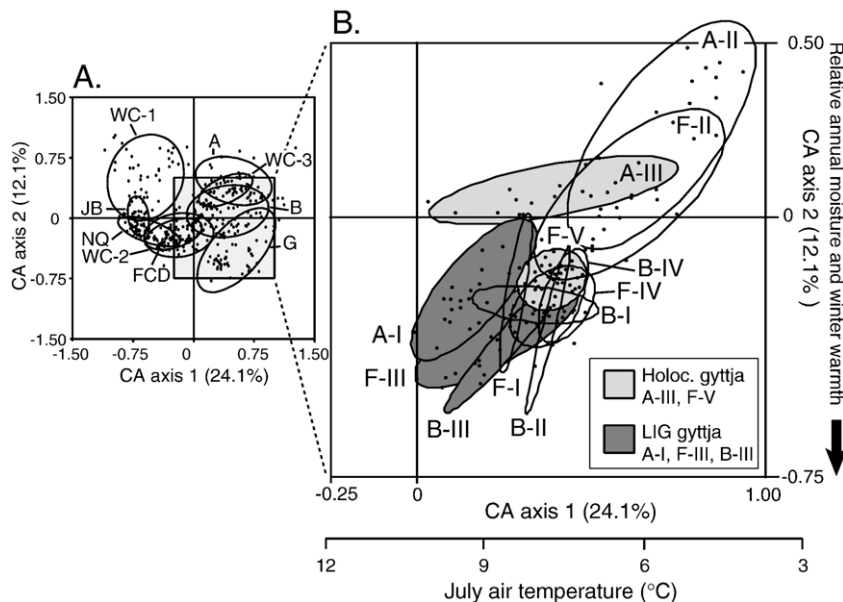 A.
1.50
0.75
0
-0.75
-1.50
-1.50
-0.75
0
0.75
1.50
CA axis 2 (12.1%)
CA axis 1 (24.1%)
WC-1
A
WC-3
JB
B
NQ
WC-2
FCD
G
B.
0.50
0
-0.75
-0.25
0
1.00
CA axis 1 (24.1%)
CA axis 2 (12.1%)
Relative annual moisture and winter warmth
A-II
F-II
A-III
F-V
B-IV
F-IV
B-I
A-I
F-III
F-I
B-III
B-II
Holoc. gyttja
A-III, F-V
LIG gyttja
A-I, F-III, B-III
12
9
6
3
July air temperature (°C)